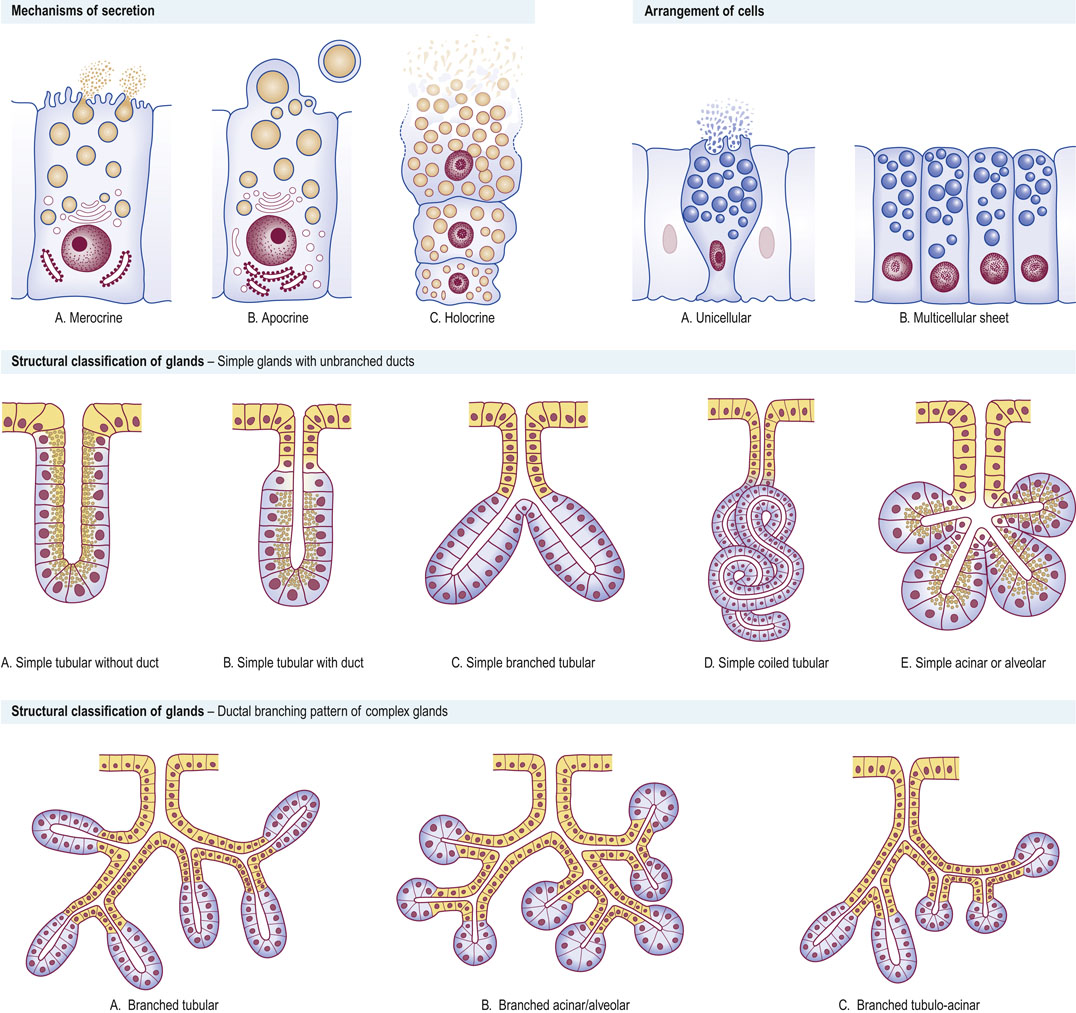 Mechanisms of secretion
Arrangement of cells
A. Merocrine
B. Apocrine
C. Holocrine
A. Unicellular
B. Multicellular sheet
Structural classification of glands – Simple glands with unbranched ducts
A. Simple tubular without duct
B. Simple tubular with duct
C. Simple branched tubular
D. Simple coiled tubular
E. Simple acinar or alveolar
Structural classification of glands – Ductal branching pattern of complex glands
A. Branched tubular
B. Branched acinar/alveolar
C. Branched tubulo-acinar